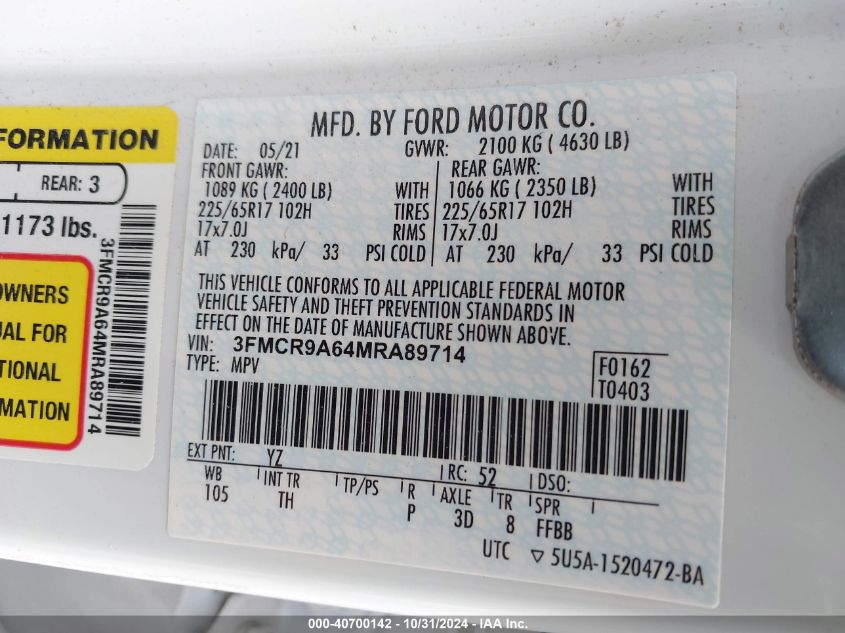 FORMATION
REAR: 3
1173 lbs.
OWNERS
UAL FOR
TIONAL
MATION
3FMCR9A64MRA89714
MFD. BY FORD MOTOR CO.
DATE: 05/21 GVWR: 2100 KG ( 4630 LB)
FRONT GAWR: REAR GAWR:
1089 KG ( 2400 LB) WITH 1066 KG ( 2350 LB) WITH
225/65R17 102H TIRES 225/65R17 102H TIRES
17x7.0J RIMS 17x7.0J RIMS
AT 230 kPa/ 33 PSI COLD AT 230 kPa/ 33 PSI COLD
THIS VEHICLE CONFORMS TO ALL APPLICABLE FEDERAL MOTOR
VEHICLE SAFETY AND THEFT PREVENTION STANDARDS IN
EFFECT ON THE DATE OF MANUFACTURE SHOWN ABOVE.
VIN: 3FMCR9A64MRA89714
TYPE: MPV
F0162
T0403
EXT PNT: YZ RC: 52 DSO:
WB INT TR TP/PS R AXLE TR SPR
105 TH P 3D 8 FFBB
UTC ▽ 5U5A-1520472-BA
000-40700142 - 10/31/2024 - IAA Inc.